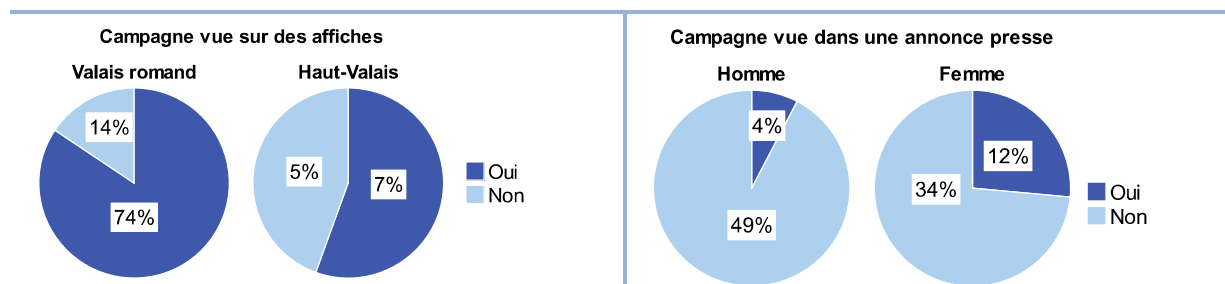 Campagne vue sur des affiches
Valais romand
Haut-Valais
14%
74%
5%
7%
Oui
Non
Campagne vue dans une annonce presse
Homme
Femme
4%
49%
12%
34%
Oui
Non